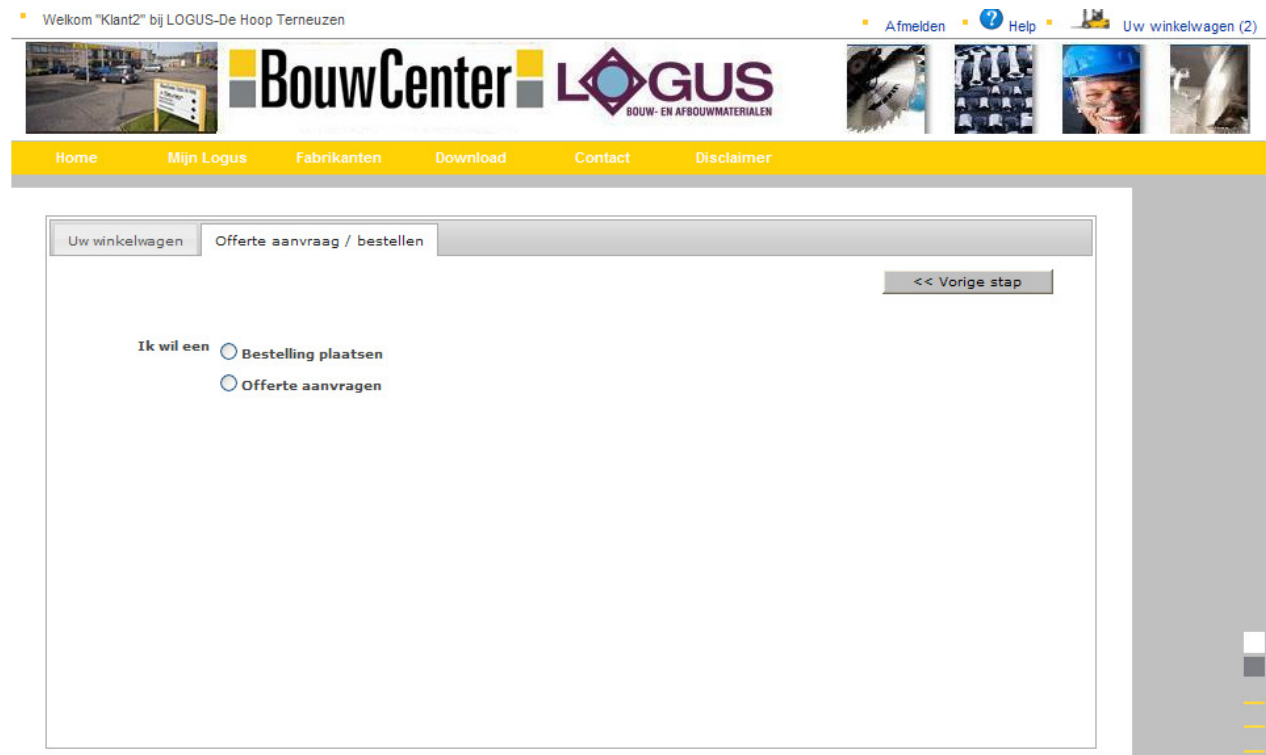 Welkom "Klant2" bij LOGUS-De Hoop Terneuzen
Afmelden
? Help
Uw winkelwagen (2)
BouwCenter
LOGUS
BOUW- EN AFBOUWMATERIALEN
Home Mijn Logus Fabrikanten Download Contact Disclaimer
Uw winkelwagen Offerte aanvraag / bestellen
<< Vorige stap
Ik wil een
Bestelling plaatsen
Offerte aanvragen